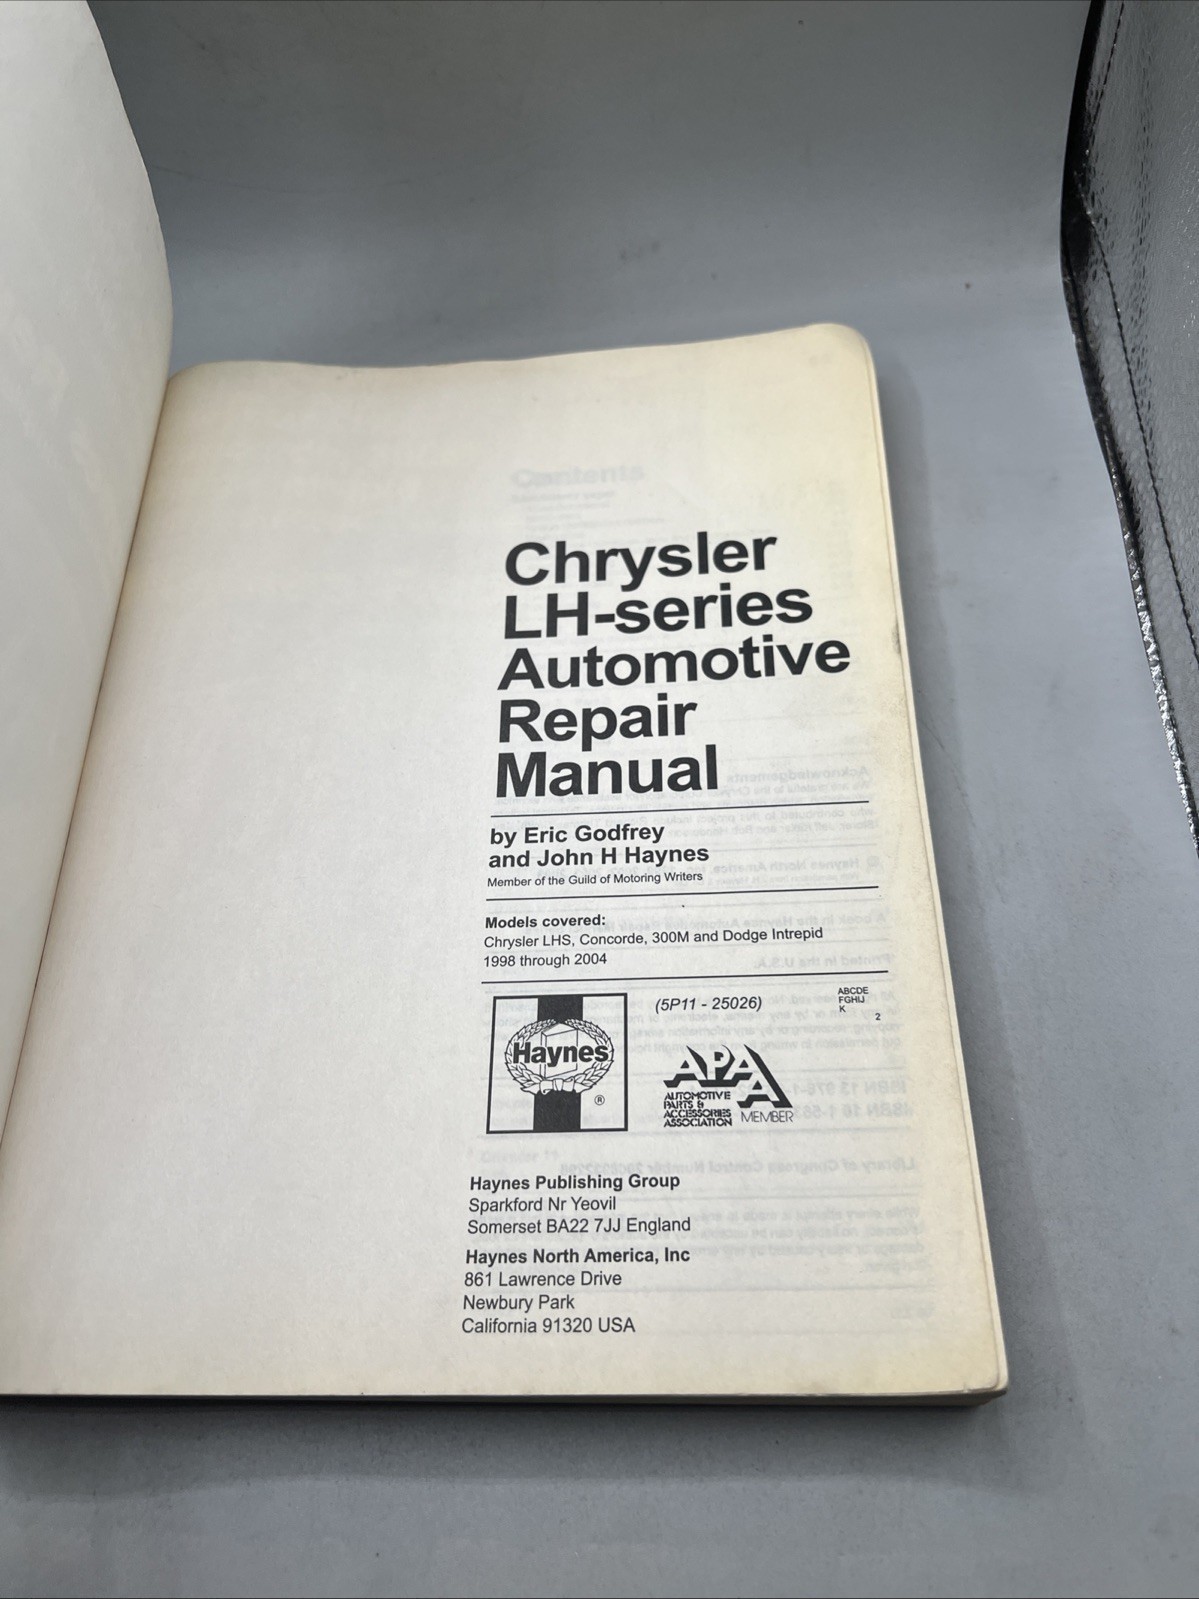 Contents
Chrysler
LH-series
Automotive
Repair
Manual
by Eric Godfrey
and John H Haynes
Member of the Guild of Motoring Writers
Models covered:
Chrysler LHS, Concorde, 300M and Dodge Intrepid
1998 through 2004
Haynes
®
(5P11 - 25026)
ABCDE
FGHIJ
K
2
APAA
AUTOMOTIVE
PARTS &
ACCESSORIES
ASSOCIATION MEMBER
Haynes Publishing Group
Sparkford Nr Yeovil
Somerset BA22 7JJ England
Haynes North America, Inc
861 Lawrence Drive
Newbury Park
California 91320 USA